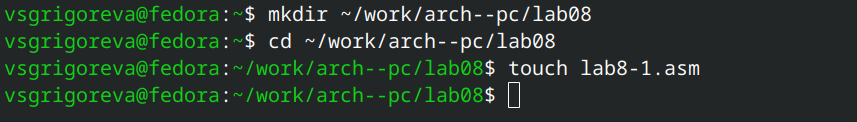 vsgrigoreva@fedora:~$ mkdir ~/work/arch--pc/lab08
vsgrigoreva@fedora:~$ cd ~/work/arch--pc/lab08
vsgrigoreva@fedora:~/work/arch--pc/lab08$ touch lab8-1.asm
vsgrigoreva@fedora:~/work/arch--pc/lab08$